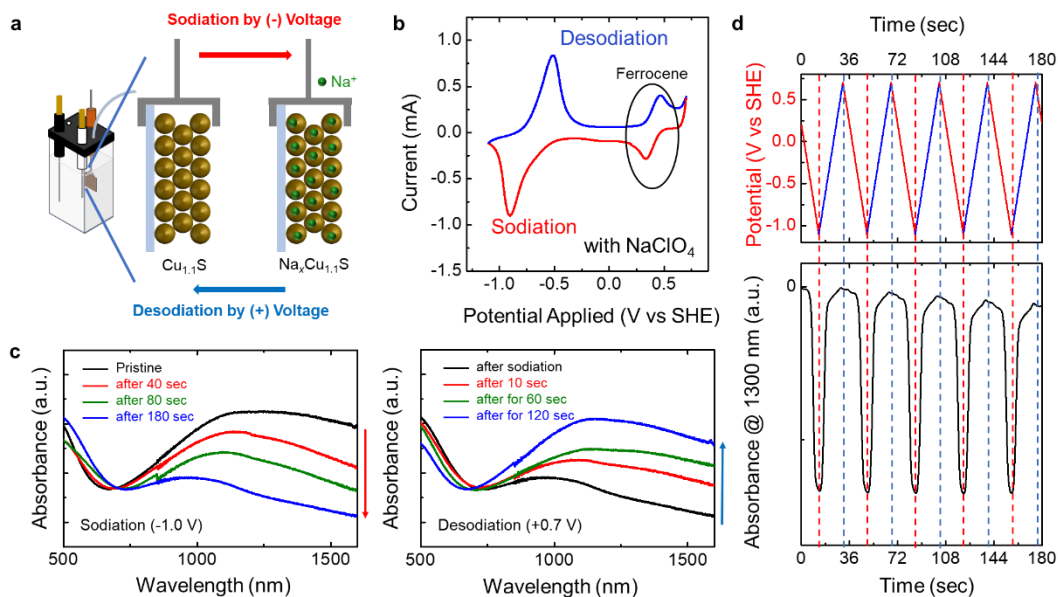 a
Sodiation by (-) Voltage
Na⁺
Cu₁.₁S
NaₓCu₁.₁S
Desodiation by (+) Voltage
b
Current (mA)
1.5
1.0
0.5
0.0
0.5
1.0
1.5
Desodiation
Ferrocene
Sodiation
with NaClO₄
-1.0 -0.5 0.0 0.5
Potential Applied (V vs SHE)
c
Absorbance (a.u.)
Pristine
after 40 sec
after 80 sec
after 180 sec
Sodiation (-1.0 V)
500 1000 1500
Wavelength (nm)
Absorbance (a.u.)
after sodiation
after 10 sec
after for 60 sec
after for 120 sec
Desodiation (+0.7 V)
500 1000 1500
Wavelength (nm)
d
Time (sec)
0 36 72 108 144 180
Potential (V vs SHE)
0.5
0.0
-0.5
-1.0
Absorbance @ 1300 nm (a.u.)
0
0 36 72 108 144 180
Time (sec)